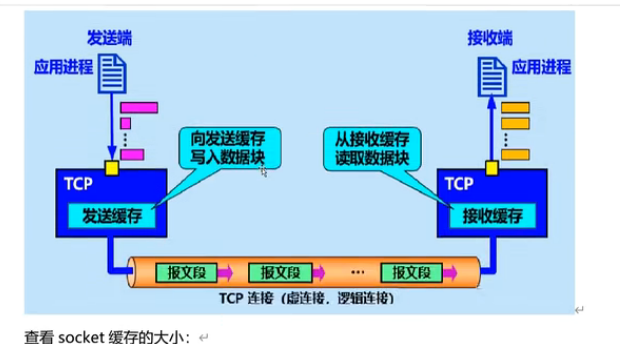 发送端
接收端
应用进程
应用进程
向发送缓存
写入数据块
从接收缓存
读取数据块
TCP
TCP
发送缓存
接收缓存
报文段
报文段
...
报文段
TCP 连接（虚连接，逻辑连接）
查看 socket 缓存的大小：